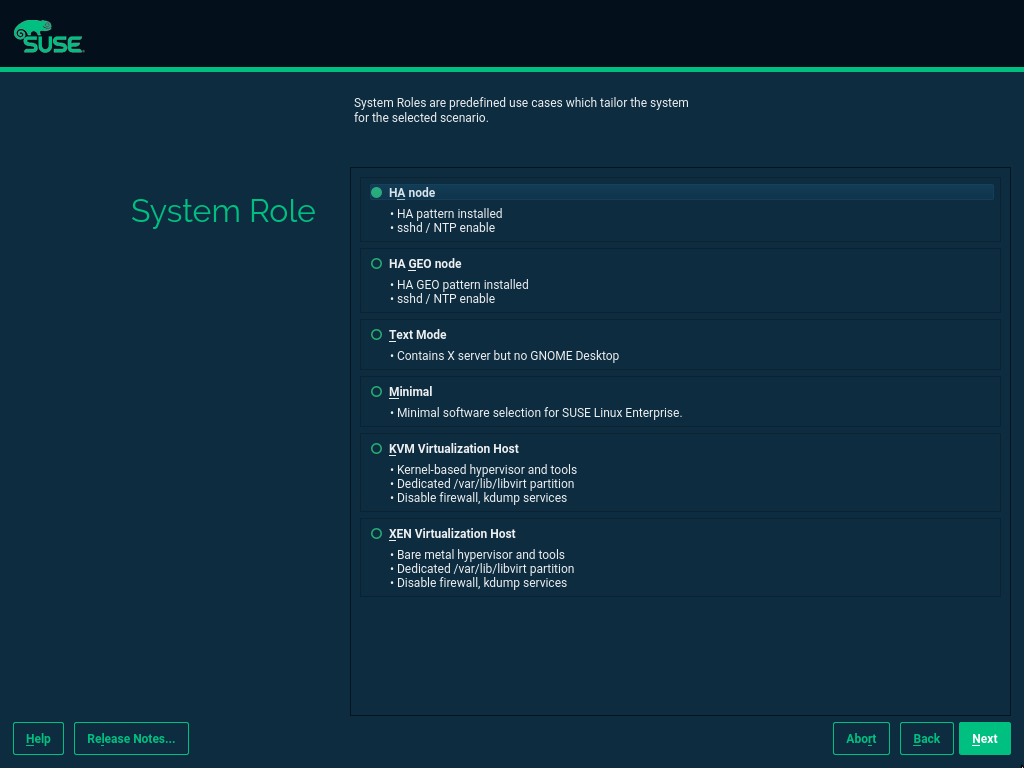 SUSE
System Roles are predefined use cases which tailor the system
for the selected scenario.
System Role
HA node
• HA pattern installed
• sshd / NTP enable
HA GEO node
• HA GEO pattern installed
• sshd / NTP enable
Text Mode
• Contains X server but no GNOME Desktop
Minimal
• Minimal software selection for SUSE Linux Enterprise.
KVM Virtualization Host
• Kernel-based hypervisor and tools
• Dedicated /var/lib/libvirt partition
• Disable firewall, kdump services
XEN Virtualization Host
• Bare metal hypervisor and tools
• Dedicated /var/lib/libvirt partition
• Disable firewall, kdump services
Help Release Notes... Abort Back Next